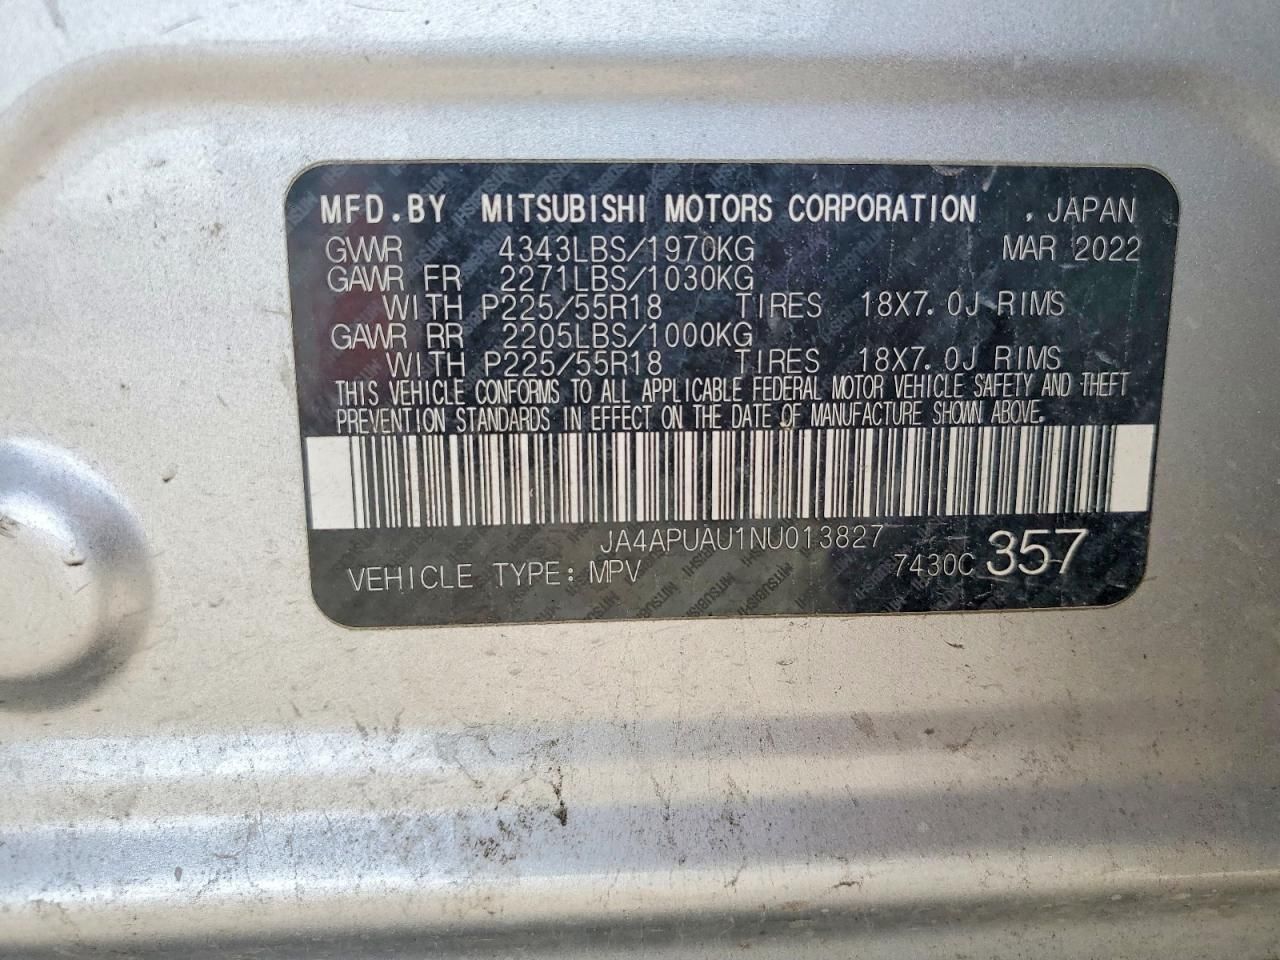 MFD.BY MITSUBISHI MOTORS CORPORATION , JAPAN
GVWR 4343LBS/1970KG MAR 2022
GAWR FR 2271LBS/1030KG
WITH P225/55R18 TIRES 18X7.0J RIMS
GAWR RR 2205LBS/1000KG
WITH P225/55R18 TIRES 18X7.0J RIMS
THIS VEHICLE CONFORMS TO ALL APPLICABLE FEDERAL MOTOR VEHICLE SAFETY AND THEFT
PREVENTION STANDARDS IN EFFECT ON THE DATE OF MANUFACTURE SHOWN ABOVE.
JA4APUAU1NU013827
VEHICLE TYPE: MPV 7430C 357